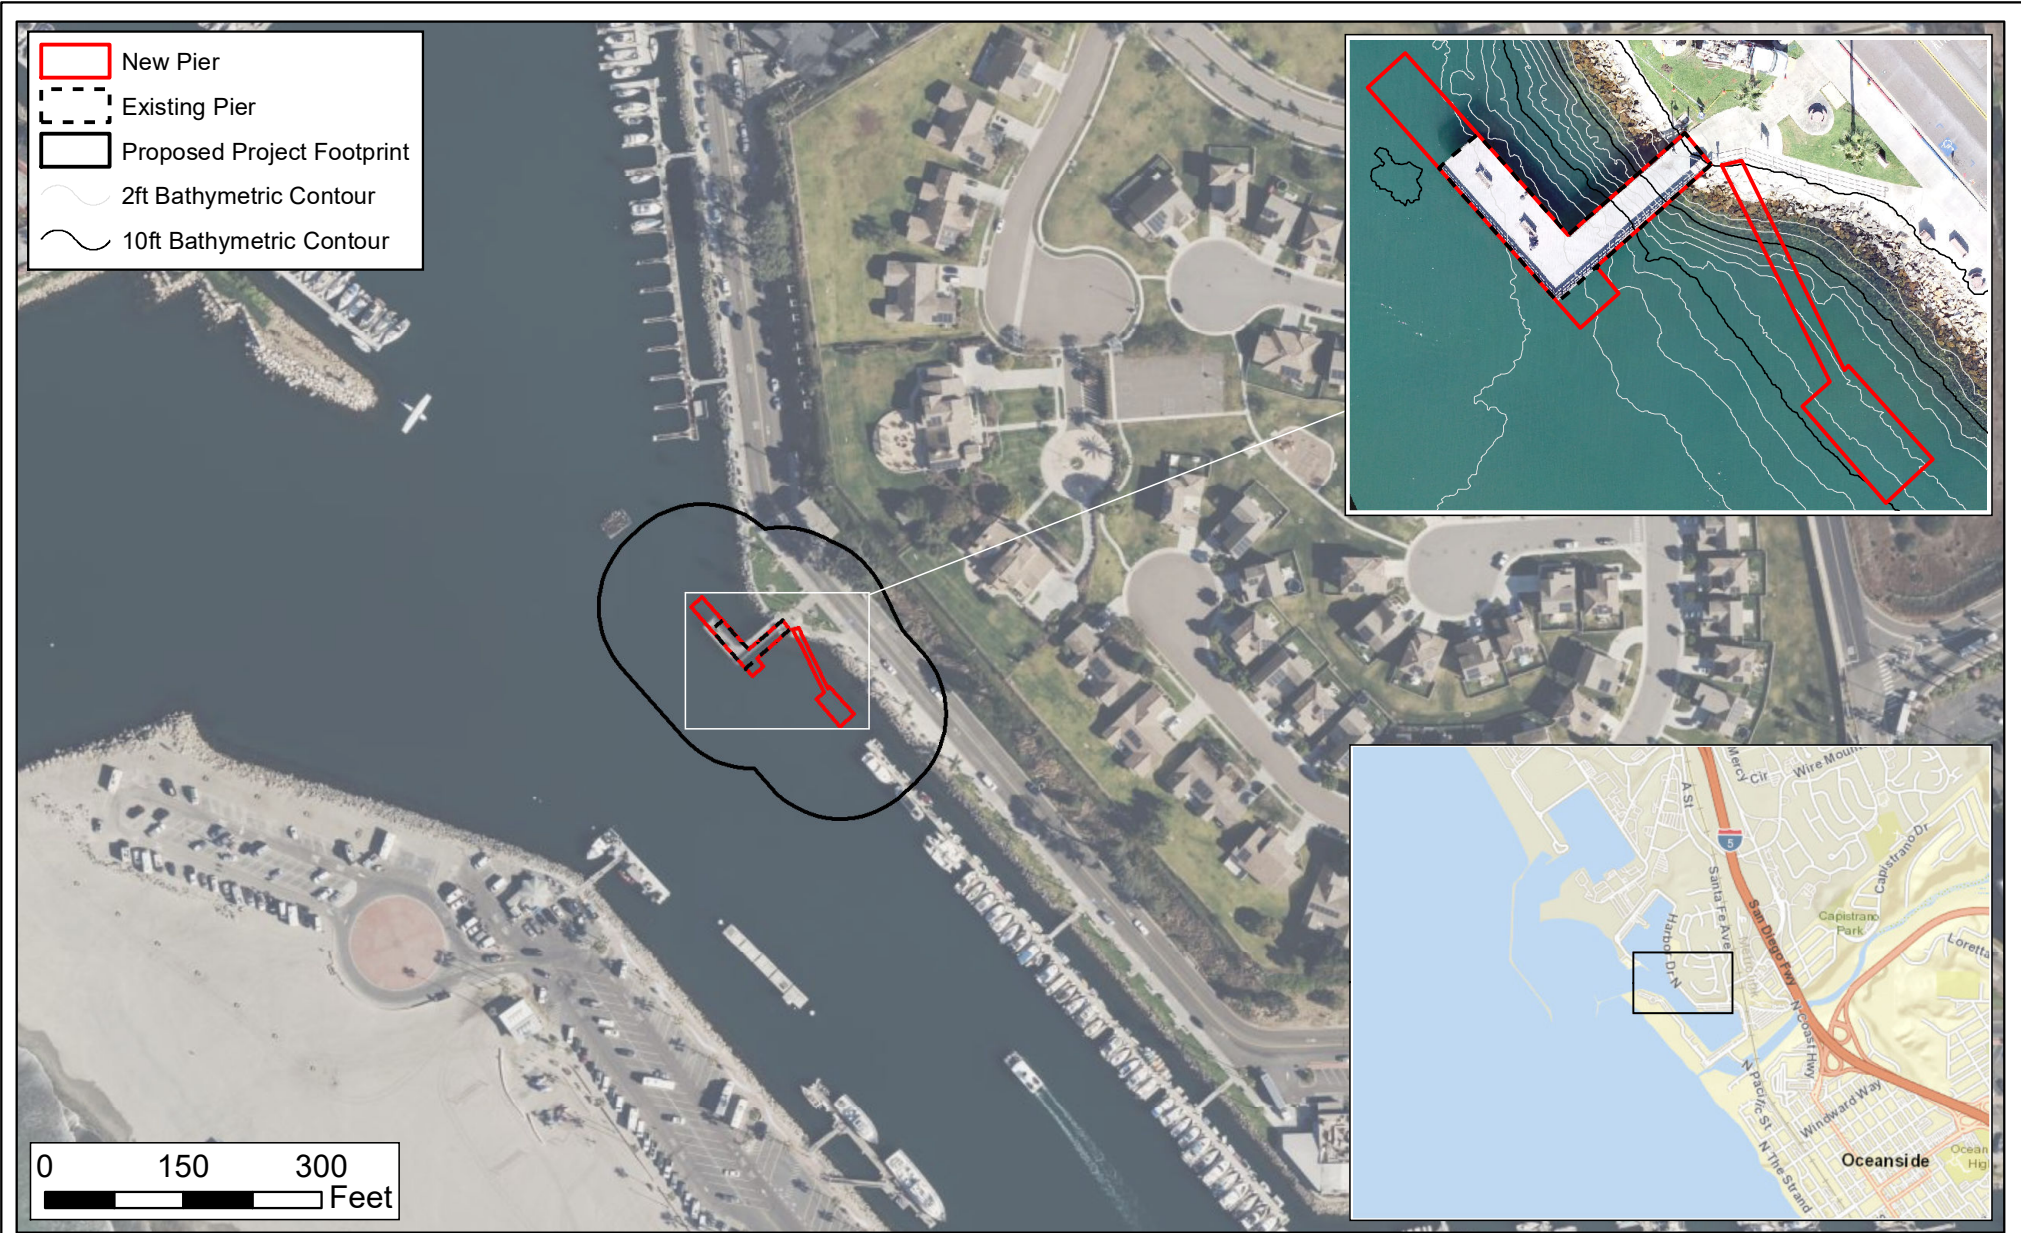 New Pier
Existing Pier
Proposed Project Footprint
2ft Bathymetric Contour
10ft Bathymetric Contour
0 150 300
Feet
Mercy Cir
Wire Mount
A St
5
Capistrano Dr
Santa Fe Ave
Capistrano
Park
San Diego Fwy
Loretta
Harbor Dr N
Metrolink
N Coast Hwy
N Pacific St
Windward Way
N The Strand
Oceanside
Ocean
Hig